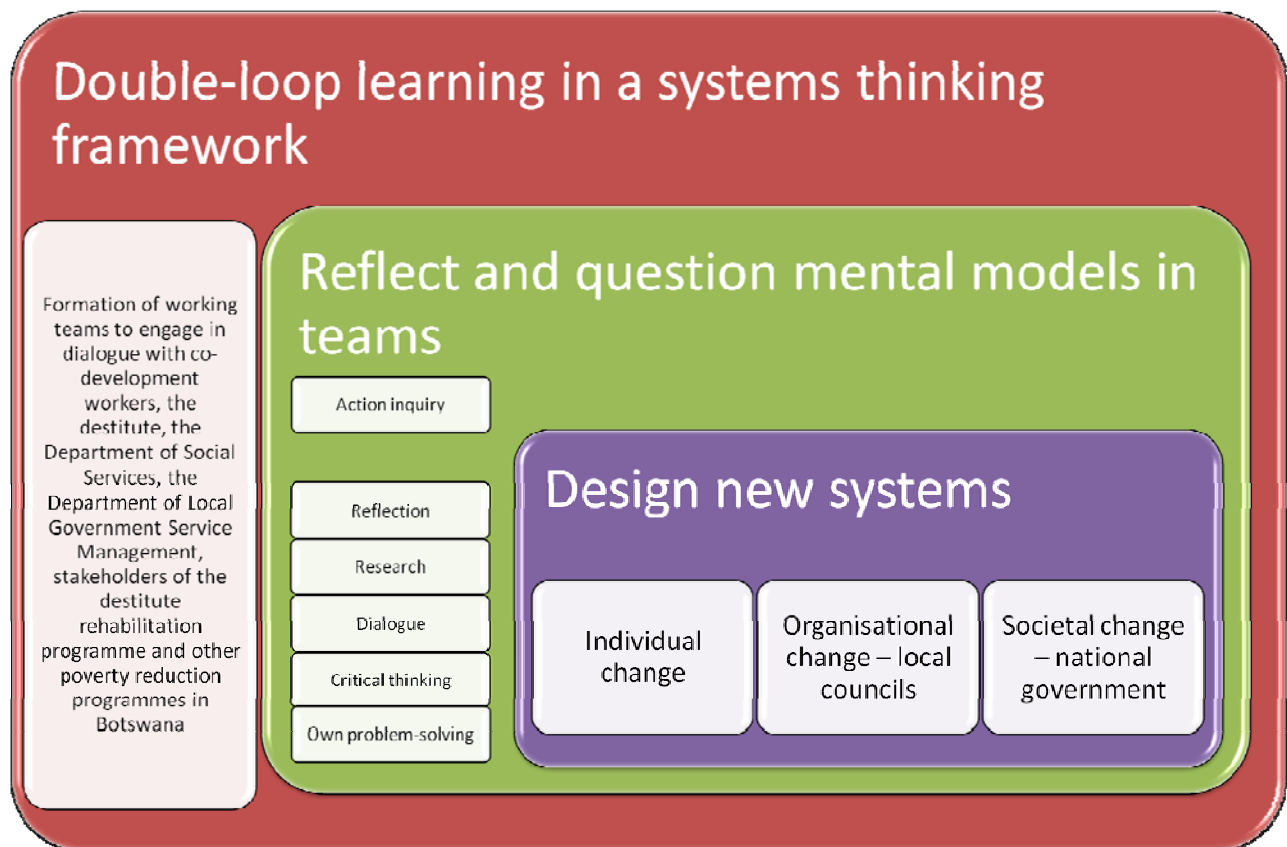 Double-loop learning in a systems thinking
framework
Formation of working
teams to engage in
dialogue with co-
development
workers, the
destitute, the
Department of Social
Services, the
Department of Local
Government Service
Management,
stakeholders of the
destitute
rehabilitation
programme and other
poverty reduction
programmes in
Botswana
Reflect and question mental models in
teams
Action inquiry
Reflection
Research
Dialogue
Critical thinking
Own problem-solving
Design new systems
Individual
change
Organisational
change – local
councils
Societal change
– national
government